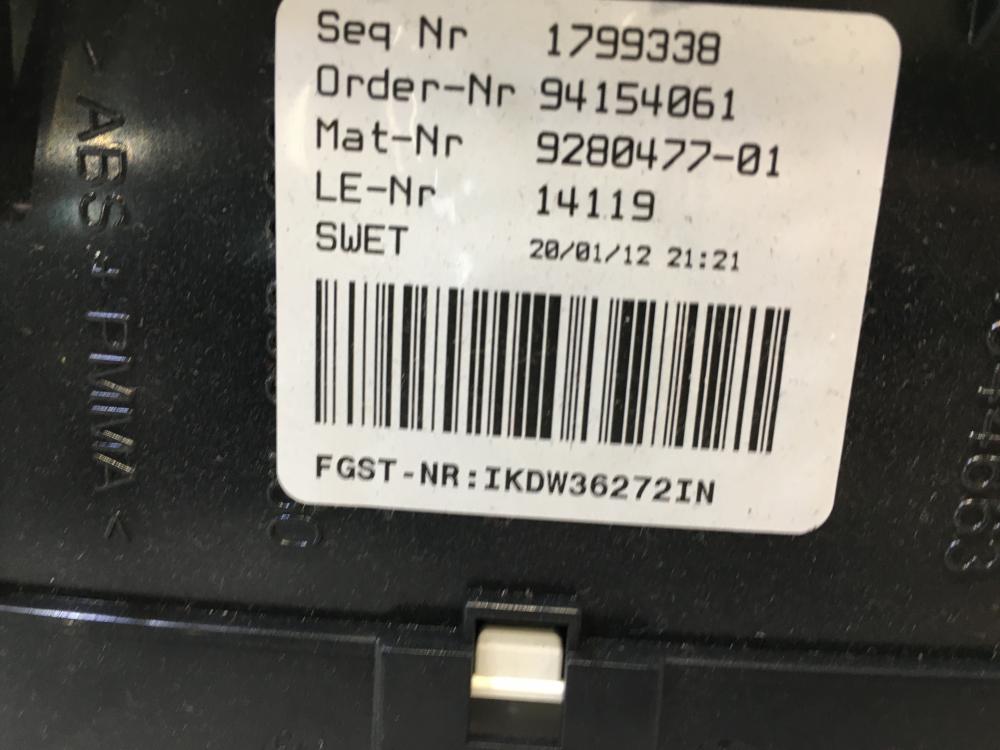 Seq Nr 1799338
Order-Nr 94154061
Mat-Nr 9280477-01
LE-Nr 14119
SWET 20/01/12 21:21
FGST-NR:IKDW36272IN
>ABS+PMMA<